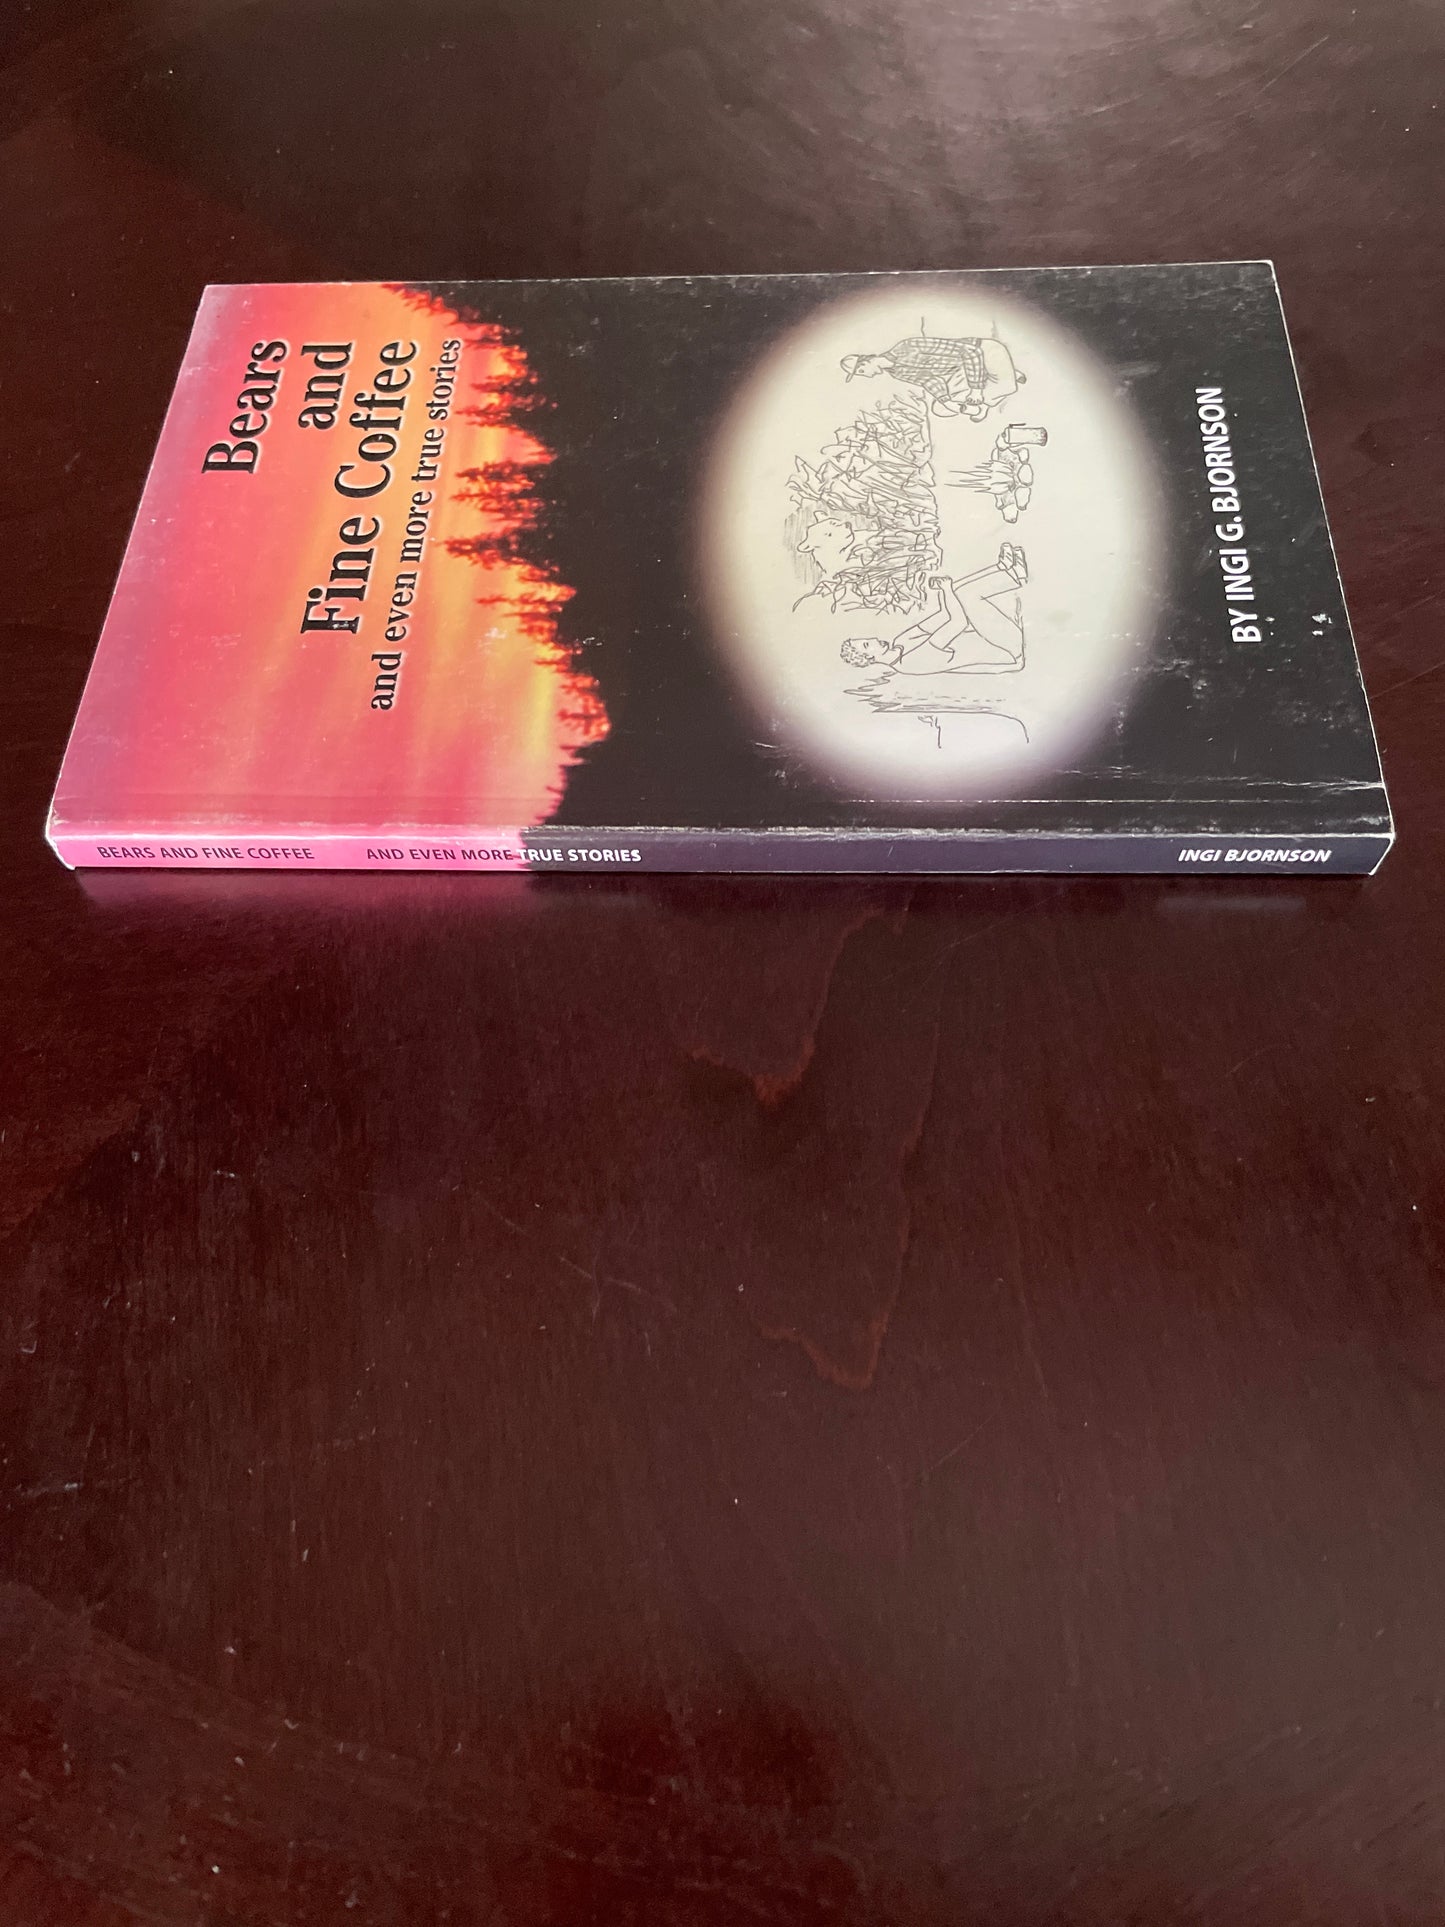 Bears
and
Fine Coffee
and even more true stories
BY INGI G. BJORNSON
BEARS AND FINE COFFEE AND EVEN MORE TRUE STORIES INGI BJORNSON